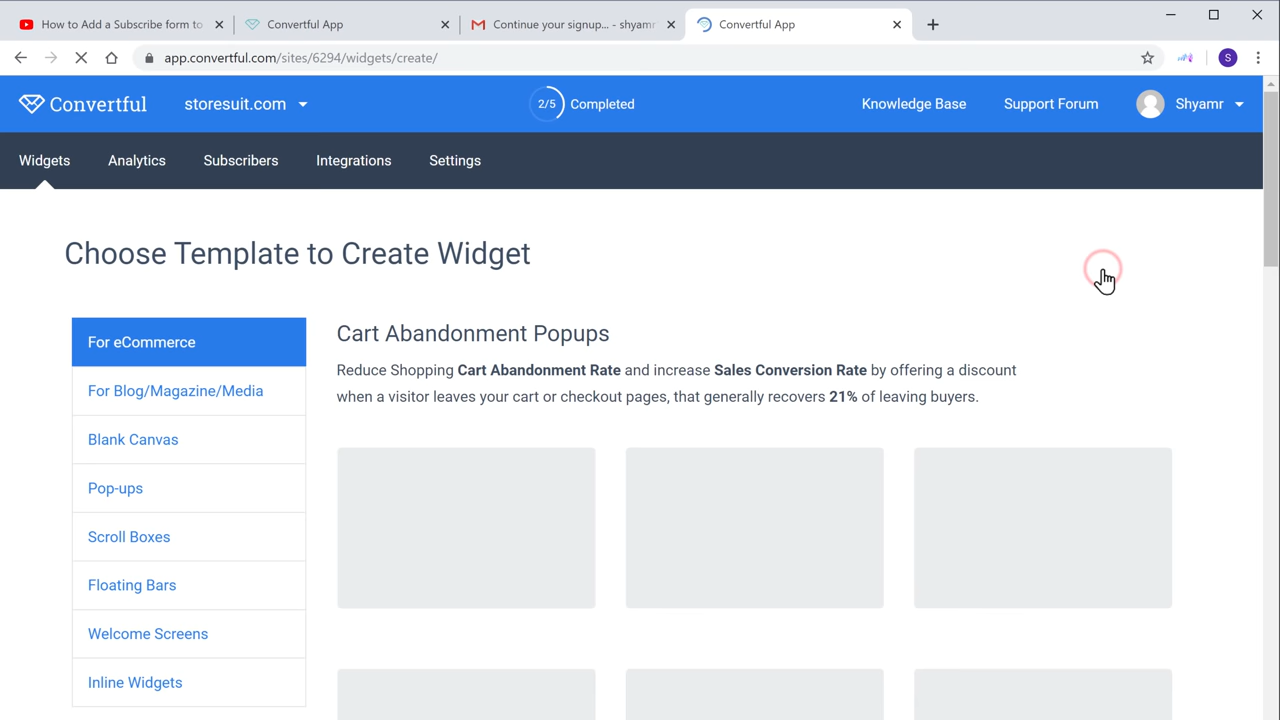 How to Add a Subscribe form to
Convertful App
Continue your signup... - shyamr
Convertful App
app.convertful.com/sites/6294/widgets/create/
S
Convertful
storesuit.com
2/5
Completed
Knowledge Base
Support Forum
Shyamr
Widgets
Analytics
Subscribers
Integrations
Settings
Choose Template to Create Widget
For eCommerce
For Blog/Magazine/Media
Blank Canvas
Pop-ups
Scroll Boxes
Floating Bars
Welcome Screens
Inline Widgets
Cart Abandonment Popups
Reduce Shopping Cart Abandonment Rate and increase Sales Conversion Rate by offering a discount
when a visitor leaves your cart or checkout pages, that generally recovers 21% of leaving buyers.